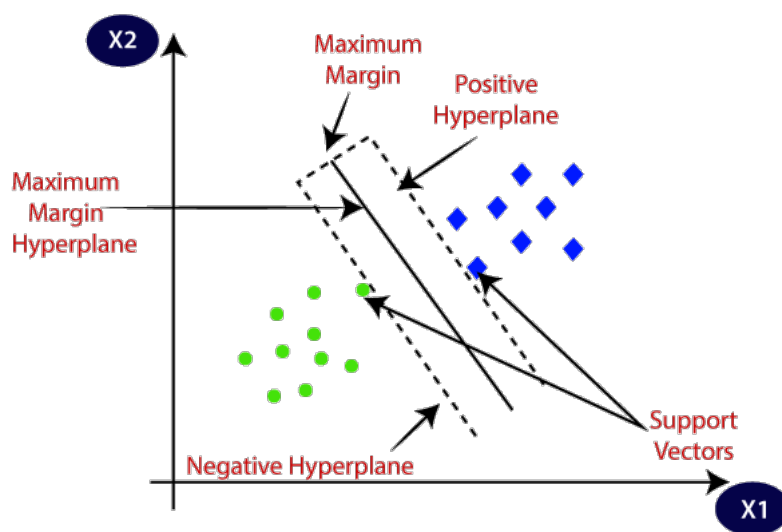 X2
Maximum
Margin
Positive
Hyperplane
Maximum
Margin
Hyperplane
Support
Vectors
Negative Hyperplane
X1